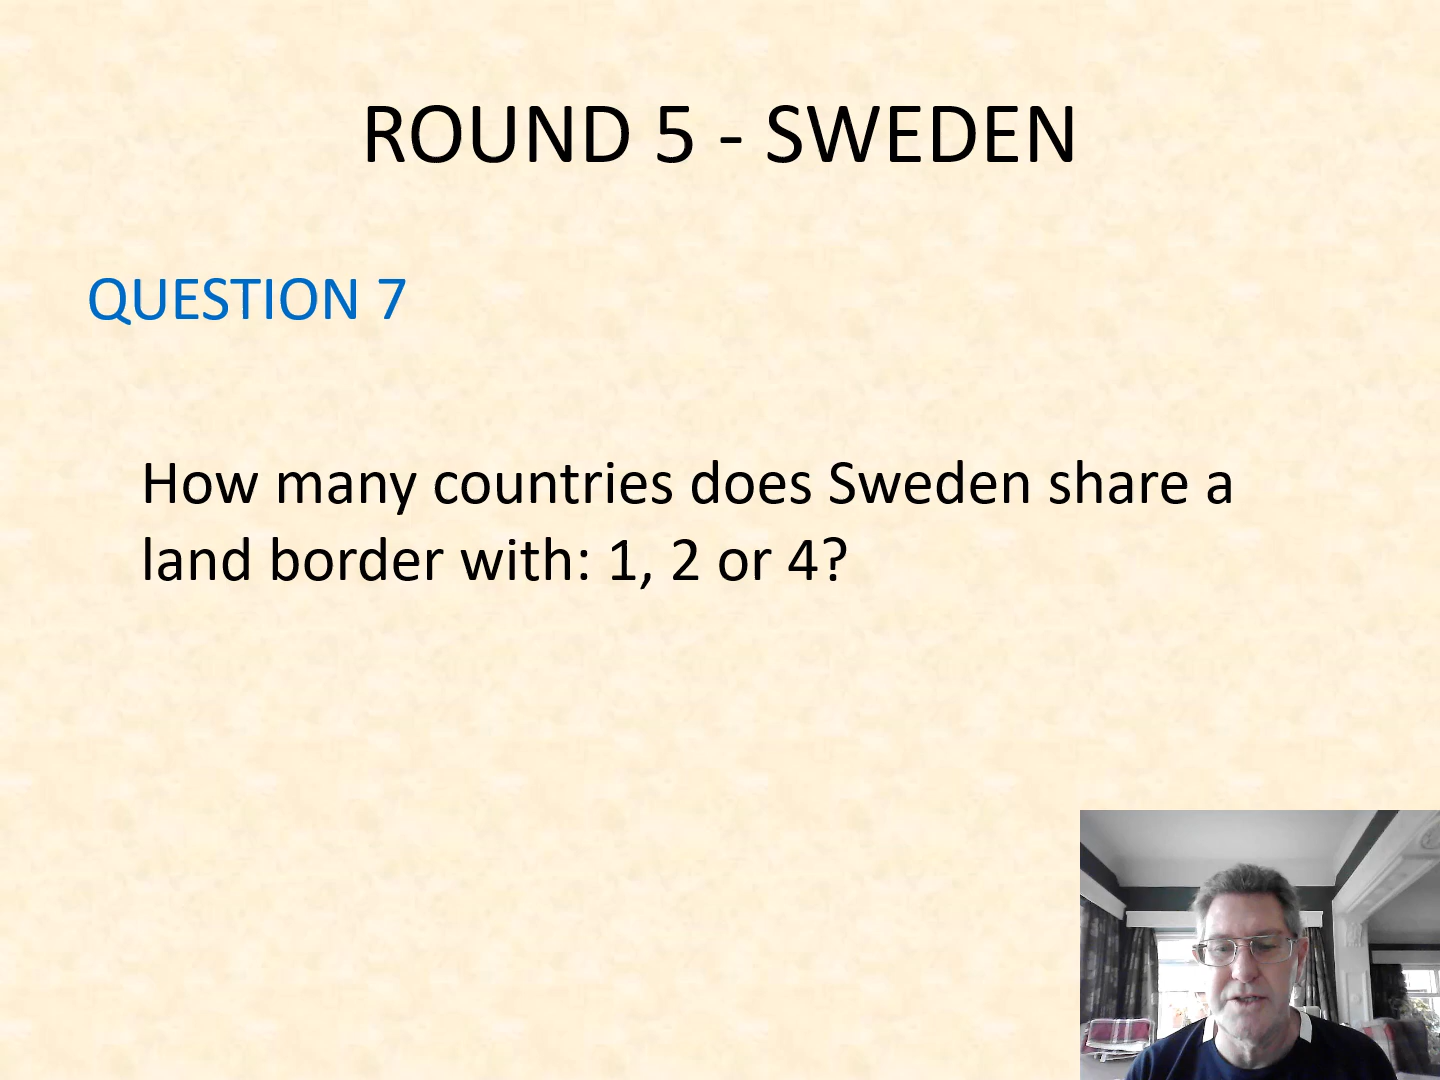 ROUND 5 - SWEDEN
QUESTION 7
How many countries does Sweden share a
land border with: 1, 2 or 4?